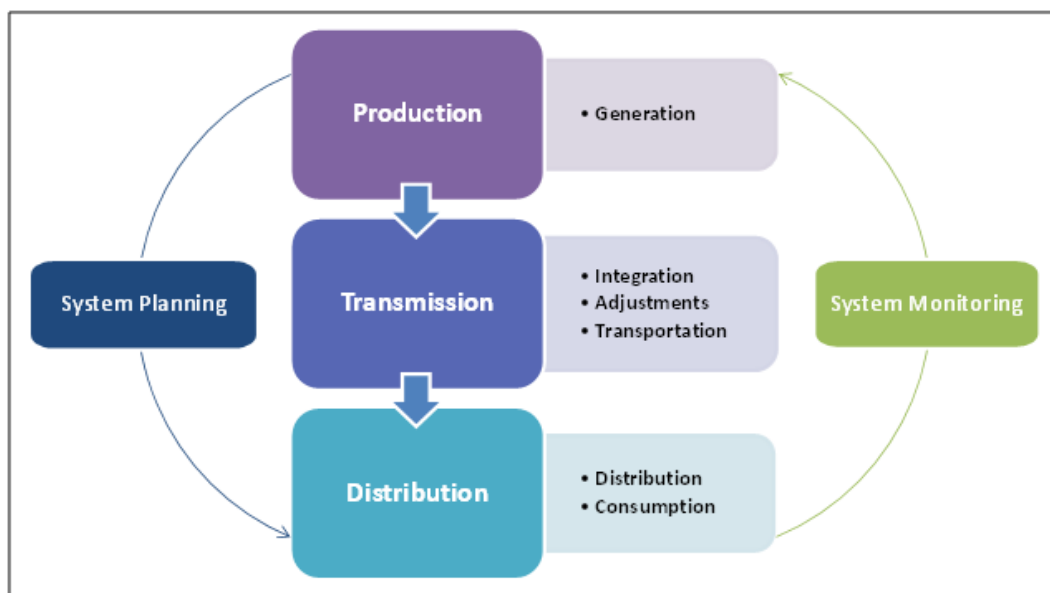 Production
• Generation
System Planning
Transmission
• Integration
• Adjustments
• Transportation
System Monitoring
Distribution
• Distribution
• Consumption